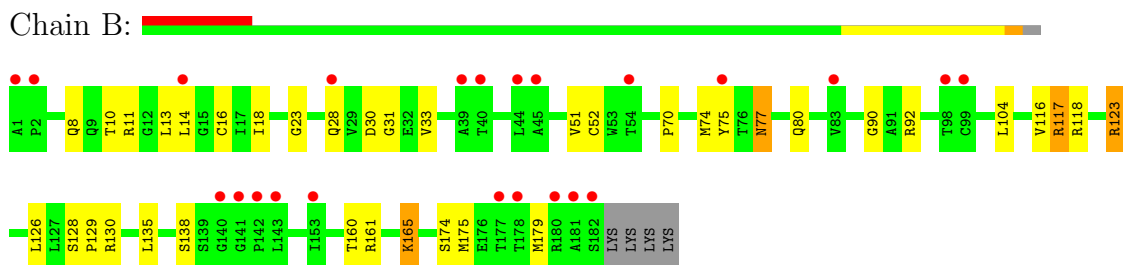 Chain B:
A1 P2 Q8 Q9 T10 R11 G12 L13 L14 G15 C16 I17 I18 G23 Q28 V29 D30 G31 E32 V33 A39 T40 L44 A45 V51 C52 W53 T54 P70 M74 Y75 T76 N77 Q80 V83 G90 A91 R92 T98 C99 L104 V116 R117 R118 R123
L126 L127 S128 P129 R130 L135 S138 S139 G140 G141 P142 L143 I153 T160 R161 K165 S174 M175 E176 T177 T178 M179 R180 A181 S182 LYS LYS LYS LYS